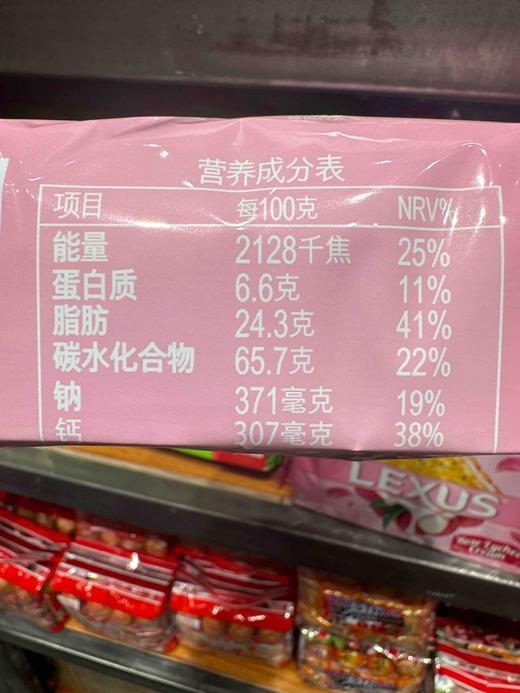 营养成分表
项目 每100克 NRV%
能量 2128千焦 25%
蛋白质 6.6克 11%
脂肪 24.3克 41%
碳水化合物 65.7克 22%
钠 371毫克 19%
钙 307毫克 38%
LEXUS
New Lychee
Cream